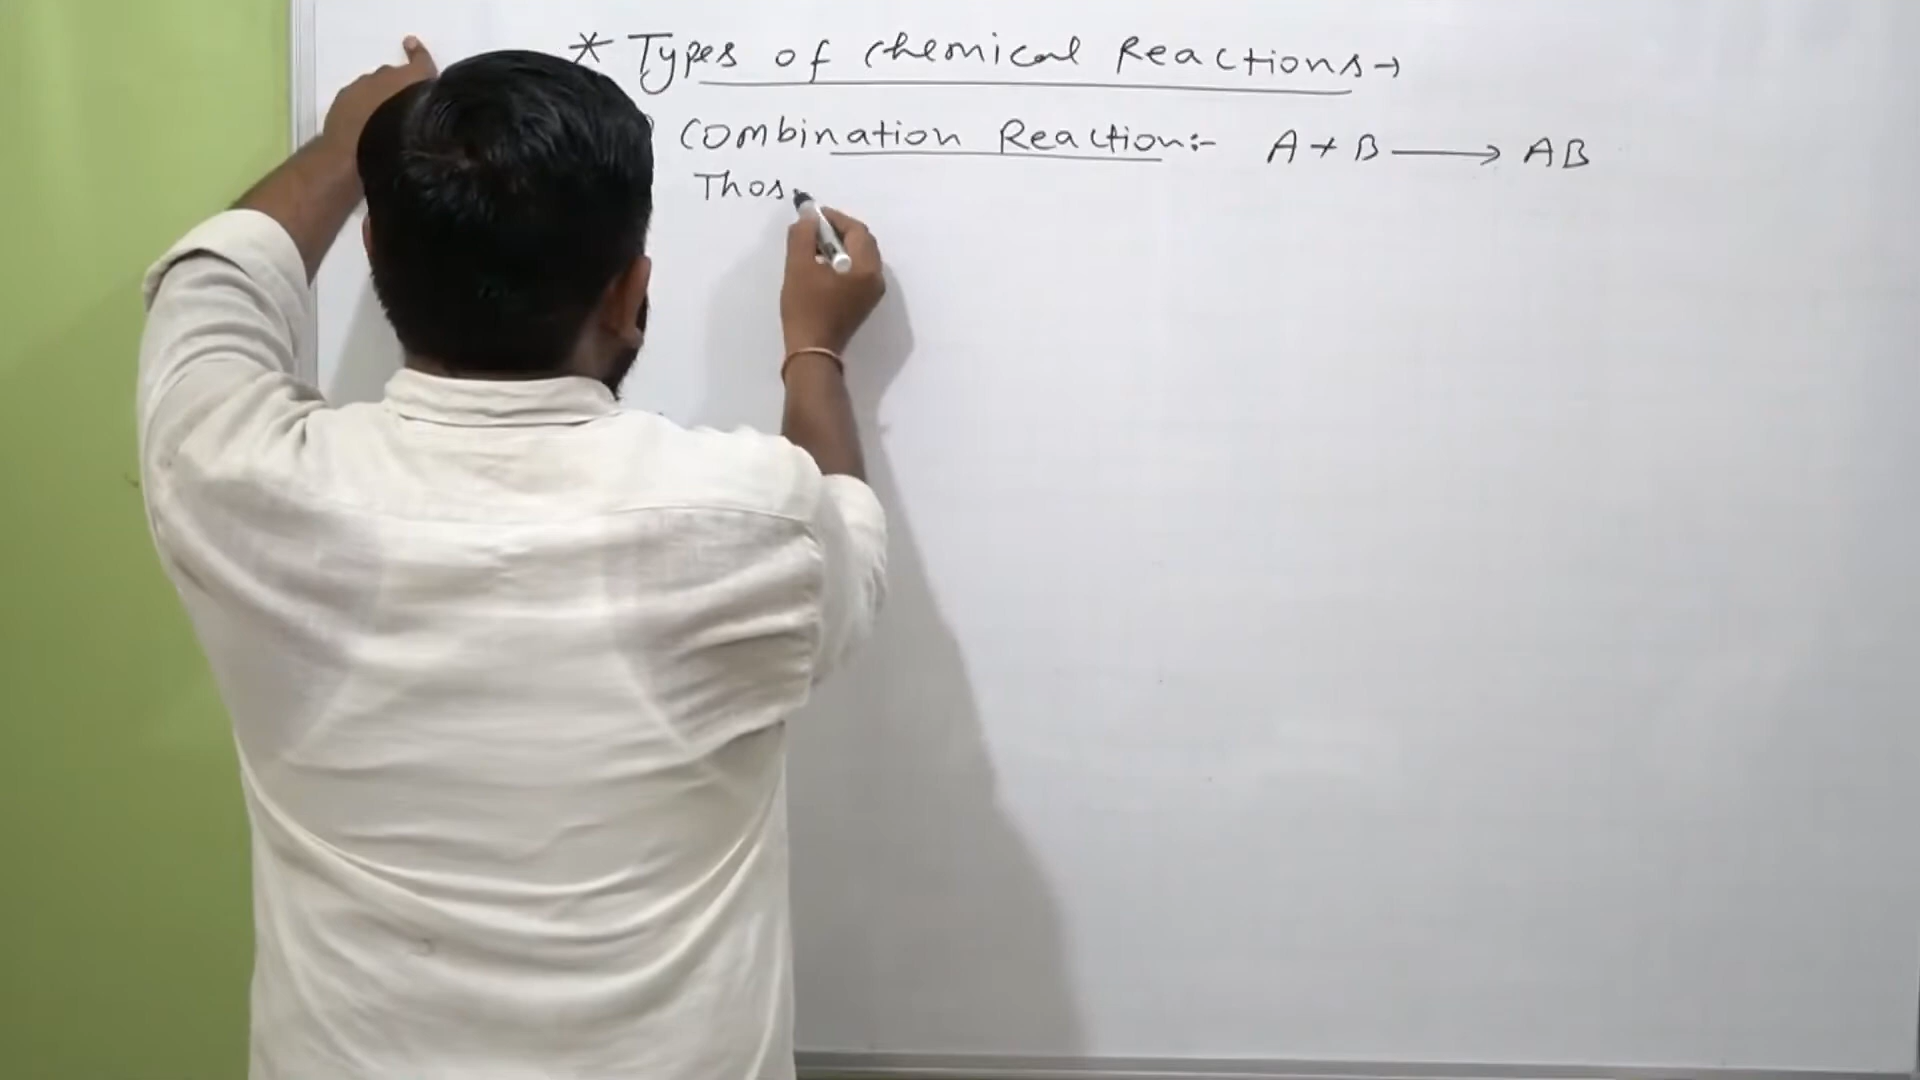 * Types of chemical Reactions→
Combination Reaction:- A + B ⟶ AB
Thos